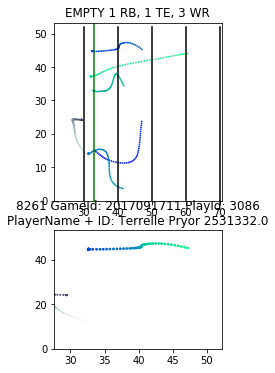 EMPTY 1 RB, 1 TE, 3 WR
50
40
30
20
10
0
30 40 50 60 70
8261 GameId: 2017091711 PlayId: 3086
PlayerName + ID: Terrelle Pryor 2531332.0
40
20
0
30 35 40 45 50